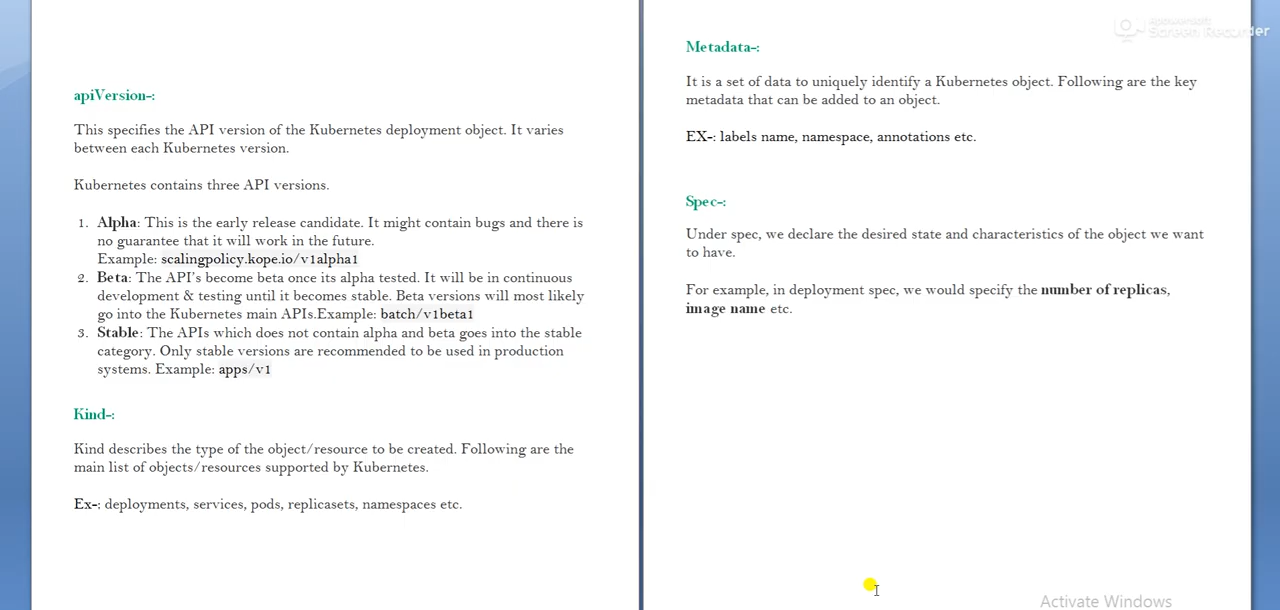 apiVersion-:
This specifies the API version of the Kubernetes deployment object. It varies
between each Kubernetes version.
Kubernetes contains three API versions.
1. Alpha: This is the early release candidate. It might contain bugs and there is
no guarantee that it will work in the future.
Example: scalingpolicy.kope.io/v1alpha1
2. Beta: The API's become beta once its alpha tested. It will be in continuous
development & testing until it becomes stable. Beta versions will most likely
go into the Kubernetes main APIs.Example: batch/v1beta1
3. Stable: The APIs which does not contain alpha and beta goes into the stable
category. Only stable versions are recommended to be used in production
systems. Example: apps/v1
Kind-:
Kind describes the type of the object/resource to be created. Following are the
main list of objects/resources supported by Kubernetes.
Ex-: deployments, services, pods, replicasets, namespaces etc.
Apowersoft
Screen Recorder
Metadata-:
It is a set of data to uniquely identify a Kubernetes object. Following are the key
metadata that can be added to an object.
EX-: labels name, namespace, annotations etc.
Spec-:
Under spec, we declare the desired state and characteristics of the object we want
to have.
For example, in deployment spec, we would specify the number of replicas,
image name etc.
Activate Windows